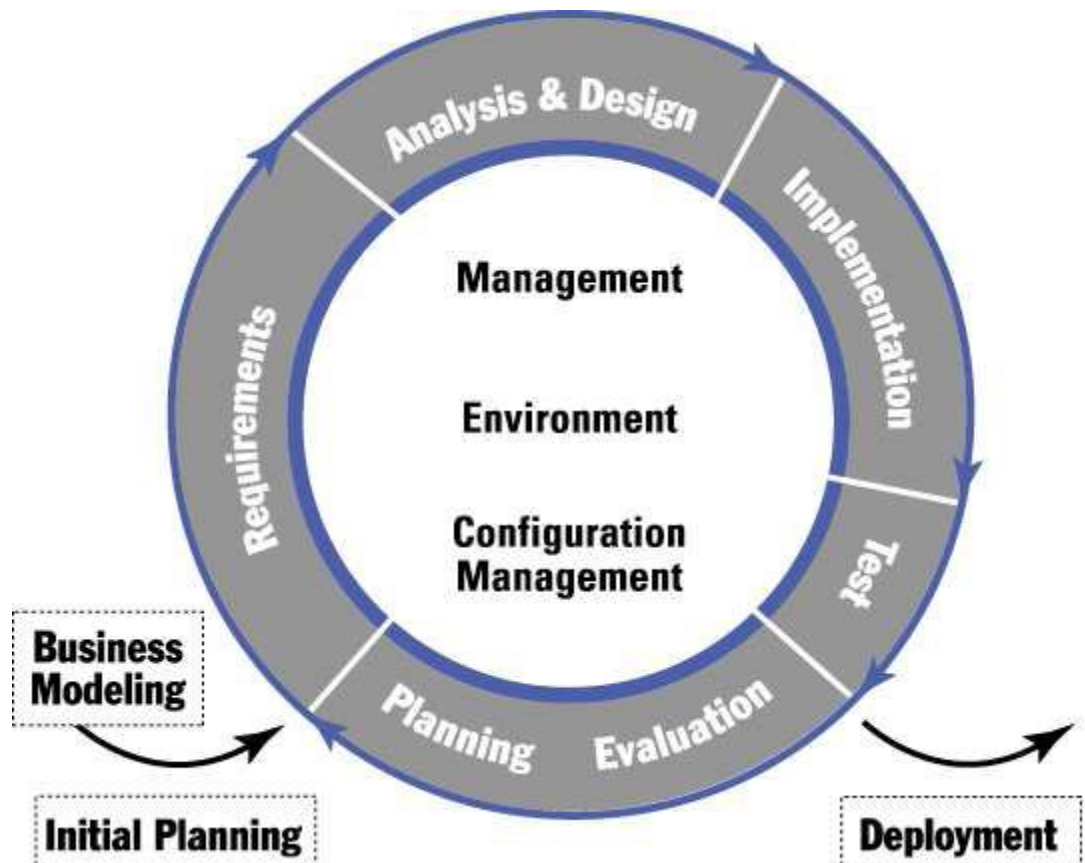 Analysis & Design
Implementation
Management
Requirements
Environment
Configuration
Management
Test
Business
Modeling
Planning
Evaluation
Initial Planning
Deployment